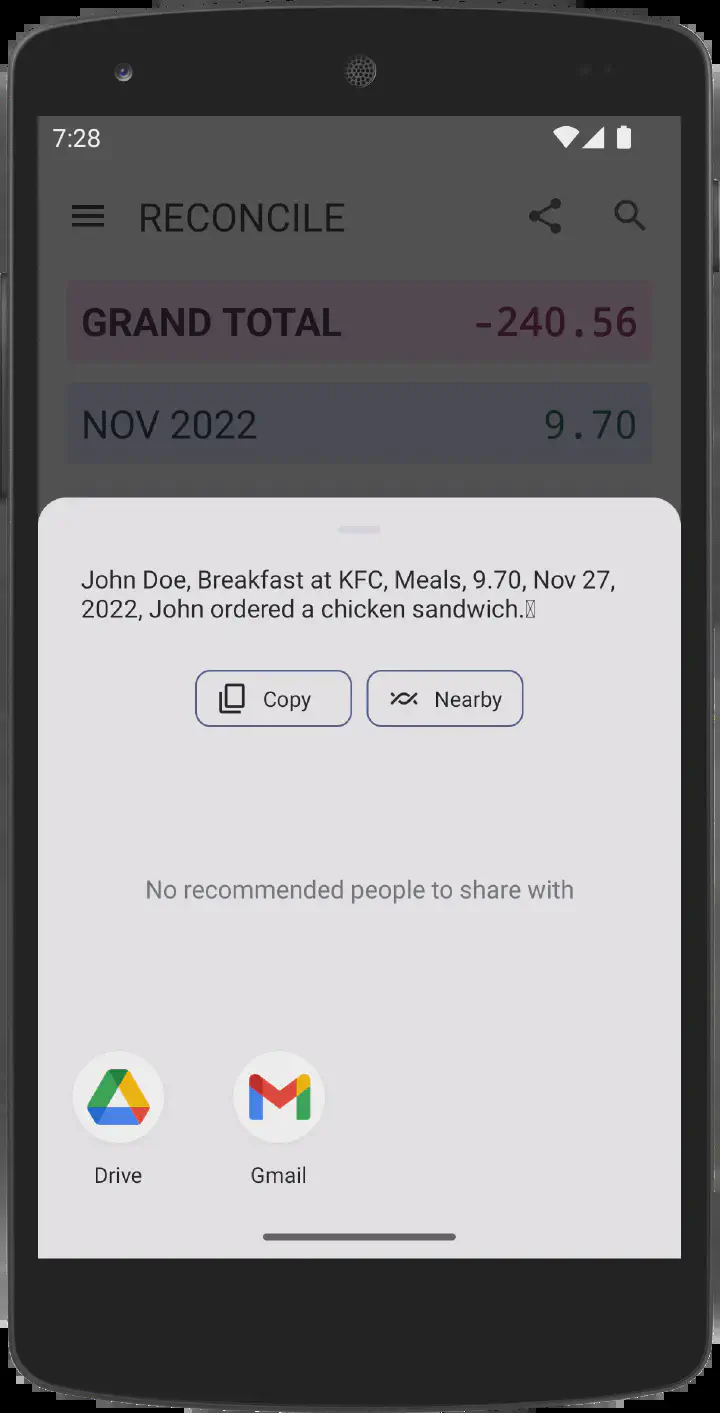 7:28
RECONCILE
GRAND TOTAL -240.56
NOV 2022 9.70
John Doe, Breakfast at KFC, Meals, 9.70, Nov 27,
2022, John ordered a chicken sandwich.
Copy Nearby
No recommended people to share with
Drive Gmail